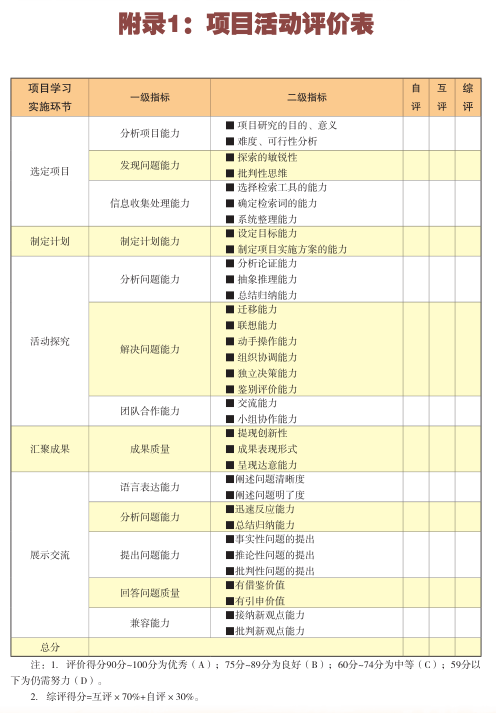 附录1：项目活动评价表
项目学习
实施环节
一级指标
二级指标
自
评
互
评
综
评
选定项目
分析项目能力
■ 项目研究的目的、意义
■ 难度、可行性分析
发现问题能力
■ 探索的敏锐性
■ 批判性思维
信息收集处理能力
■ 选择检索工具的能力
■ 确定检索词的能力
■ 系统整理能力
制定计划
制定计划能力
■ 设定目标能力
■ 制定项目实施方案的能力
活动探究
分析问题能力
■ 分析论证能力
■ 抽象推理能力
■ 总结归纳能力
解决问题能力
■ 迁移能力
■ 联想能力
■ 动手操作能力
■ 组织协调能力
■ 独立决策能力
■ 鉴别评价能力
团队合作能力
■ 交流能力
■ 小组协作能力
汇聚成果
成果质量
■ 提现创新性
■ 成果表现形式
■ 呈现达意能力
展示交流
语言表达能力
■阐述问题清晰度
■阐述问题明了度
分析问题能力
■迅速反应能力
■总结归纳能力
提出问题能力
■事实性问题的提出
■推论性问题的提出
■批判性问题的提出
回答问题质量
■有借鉴价值
■有引申价值
兼容能力
■接纳新观点能力
■批判新观点能力
总分
注：1. 评价得分90分~100分为优秀（A）；75分~89分为良好（B）；60分~74分为中等（C）；59分以
下为仍需努力（D）。
2. 综评得分=互评×70%+自评×30%。